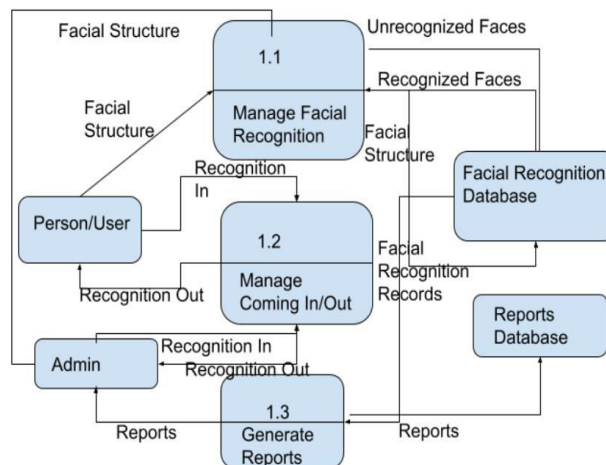 Facial Structure
Unrecognized Faces
1.1
Recognized Faces
Manage Facial
Recognition
Facial
Structure
Facial
Structure
Recognition
In
Facial Recognition
Database
Person/User
1.2
Manage
Coming In/Out
Facial
Recognition
Records
Recognition Out
Reports
Database
Recognition In
Admin
Recognition Out
1.3
Generate
Reports
Reports
Reports